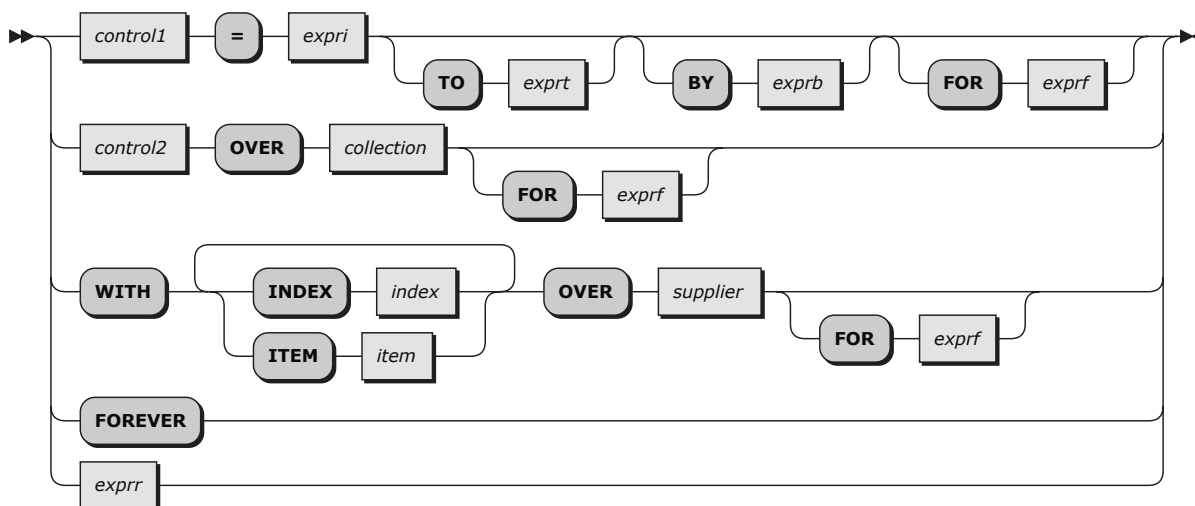 control1 = expri
TO exprt BY exprb FOR exprf
control2 OVER collection
FOR exprf
WITH INDEX index OVER supplier
ITEM item FOR exprf
FOREVER
exprr